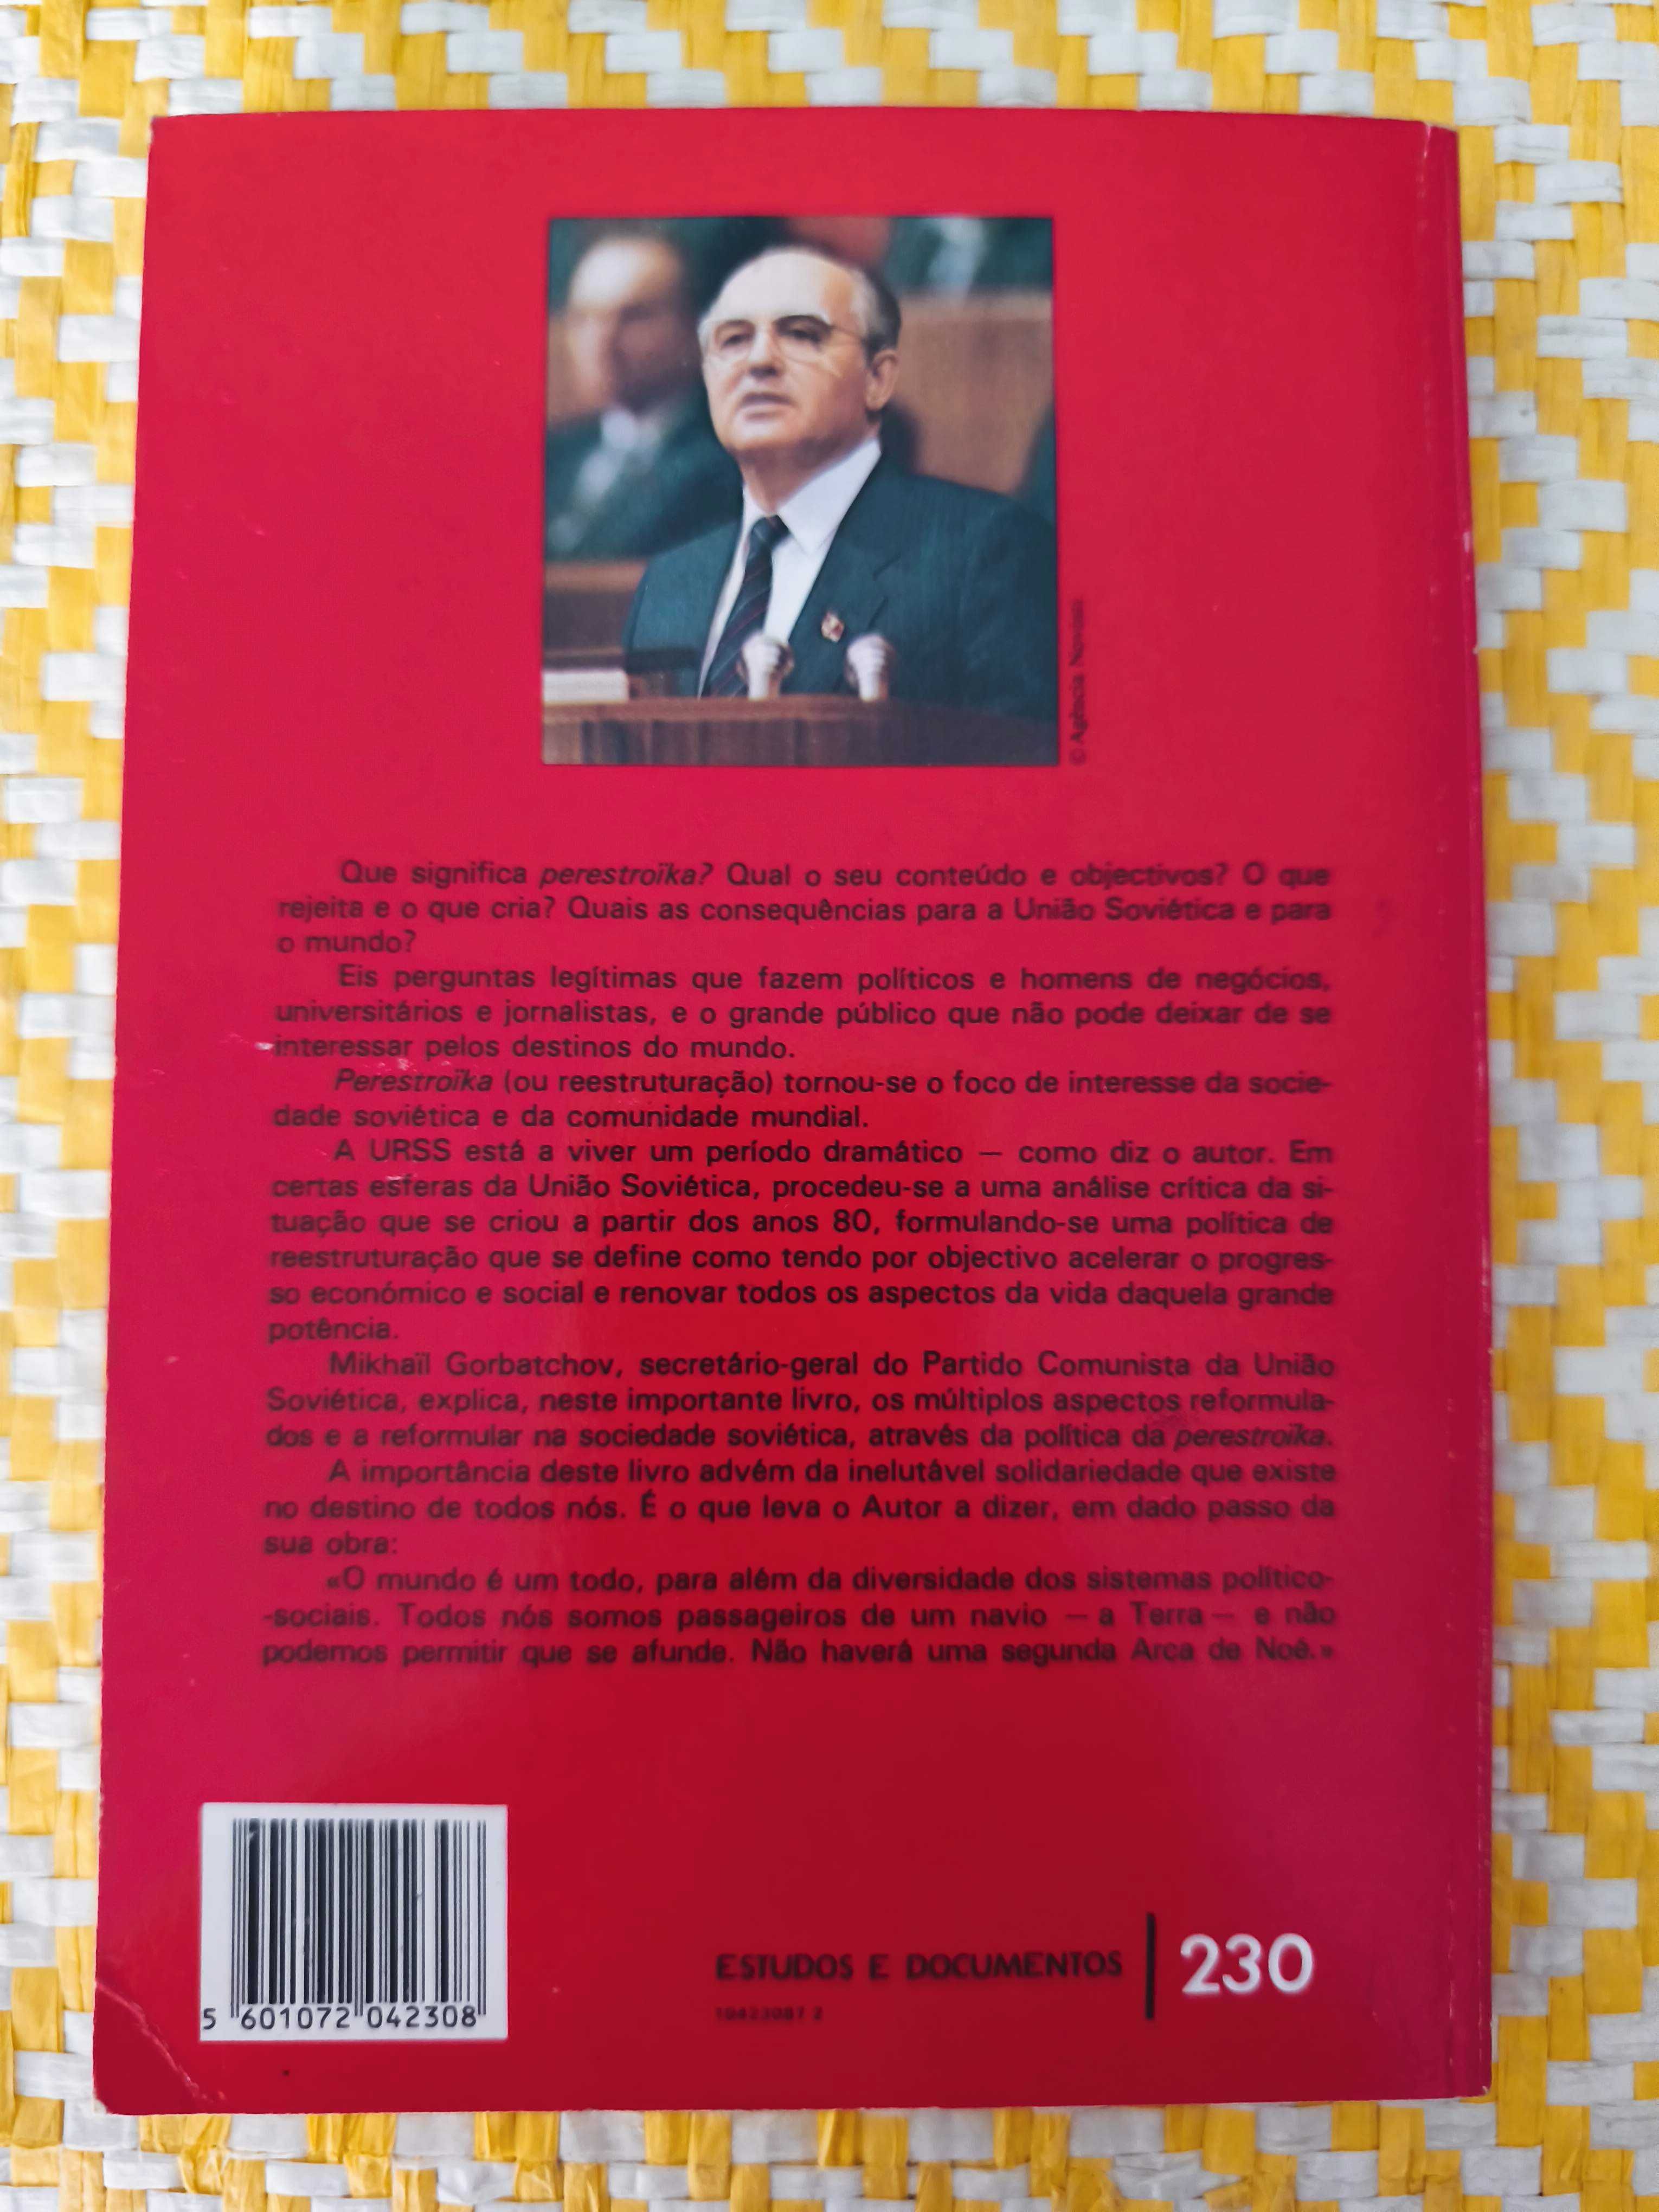 © Agência Novosti
Que significa perestroïka? Qual o seu conteúdo e objectivos? O que
rejeita e o que cria? Quais as consequências para a União Soviética e para
o mundo?
Eis perguntas legítimas que fazem políticos e homens de negócios,
universitários e jornalistas, e o grande público que não pode deixar de se
interessar pelos destinos do mundo.
Perestroïka (ou reestruturação) tornou-se o foco de interesse da socie-
dade soviética e da comunidade mundial.
A URSS está a viver um período dramático — como diz o autor. Em
certas esferas da União Soviética, procedeu-se a uma análise crítica da si-
tuação que se criou a partir dos anos 80, formulando-se uma política de
reestruturação que se define como tendo por objectivo acelerar o progres-
so económico e social e renovar todos os aspectos da vida daquela grande
potência.
Mikhaïl Gorbatchov, secretário-geral do Partido Comunista da União
Soviética, explica, neste importante livro, os múltiplos aspectos reformula-
dos e a reformular na sociedade soviética, através da política da perestroïka.
A importância deste livro advém da inelutável solidariedade que existe
no destino de todos nós. É o que leva o Autor a dizer, em dado passo da
sua obra:
«O mundo é um todo, para além da diversidade dos sistemas político-
-sociais. Todos nós somos passageiros de um navio — a Terra — e não
podemos permitir que se afunde. Não haverá uma segunda Arca de Noé.»
ESTUDOS E DOCUMENTOS 230
10423087 2
5 601072 042308